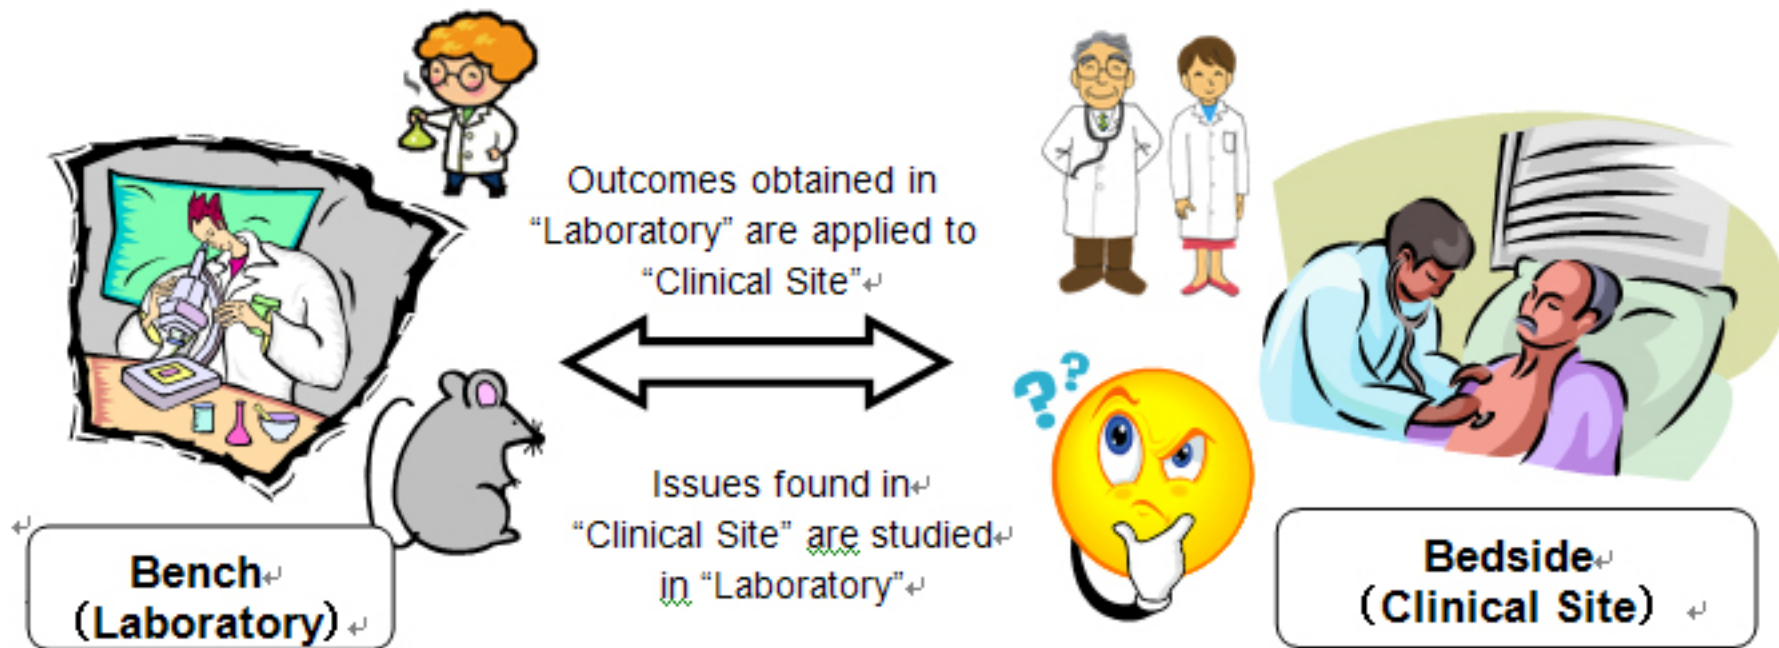 Outcomes obtained in
“Laboratory” are applied to
“Clinical Site”↵
Issues found in↵
“Clinical Site” are studied↵
in “Laboratory”↵
??
↵
Bench↵
(Laboratory) ↵
Bedside↵
(Clinical Site) ↵